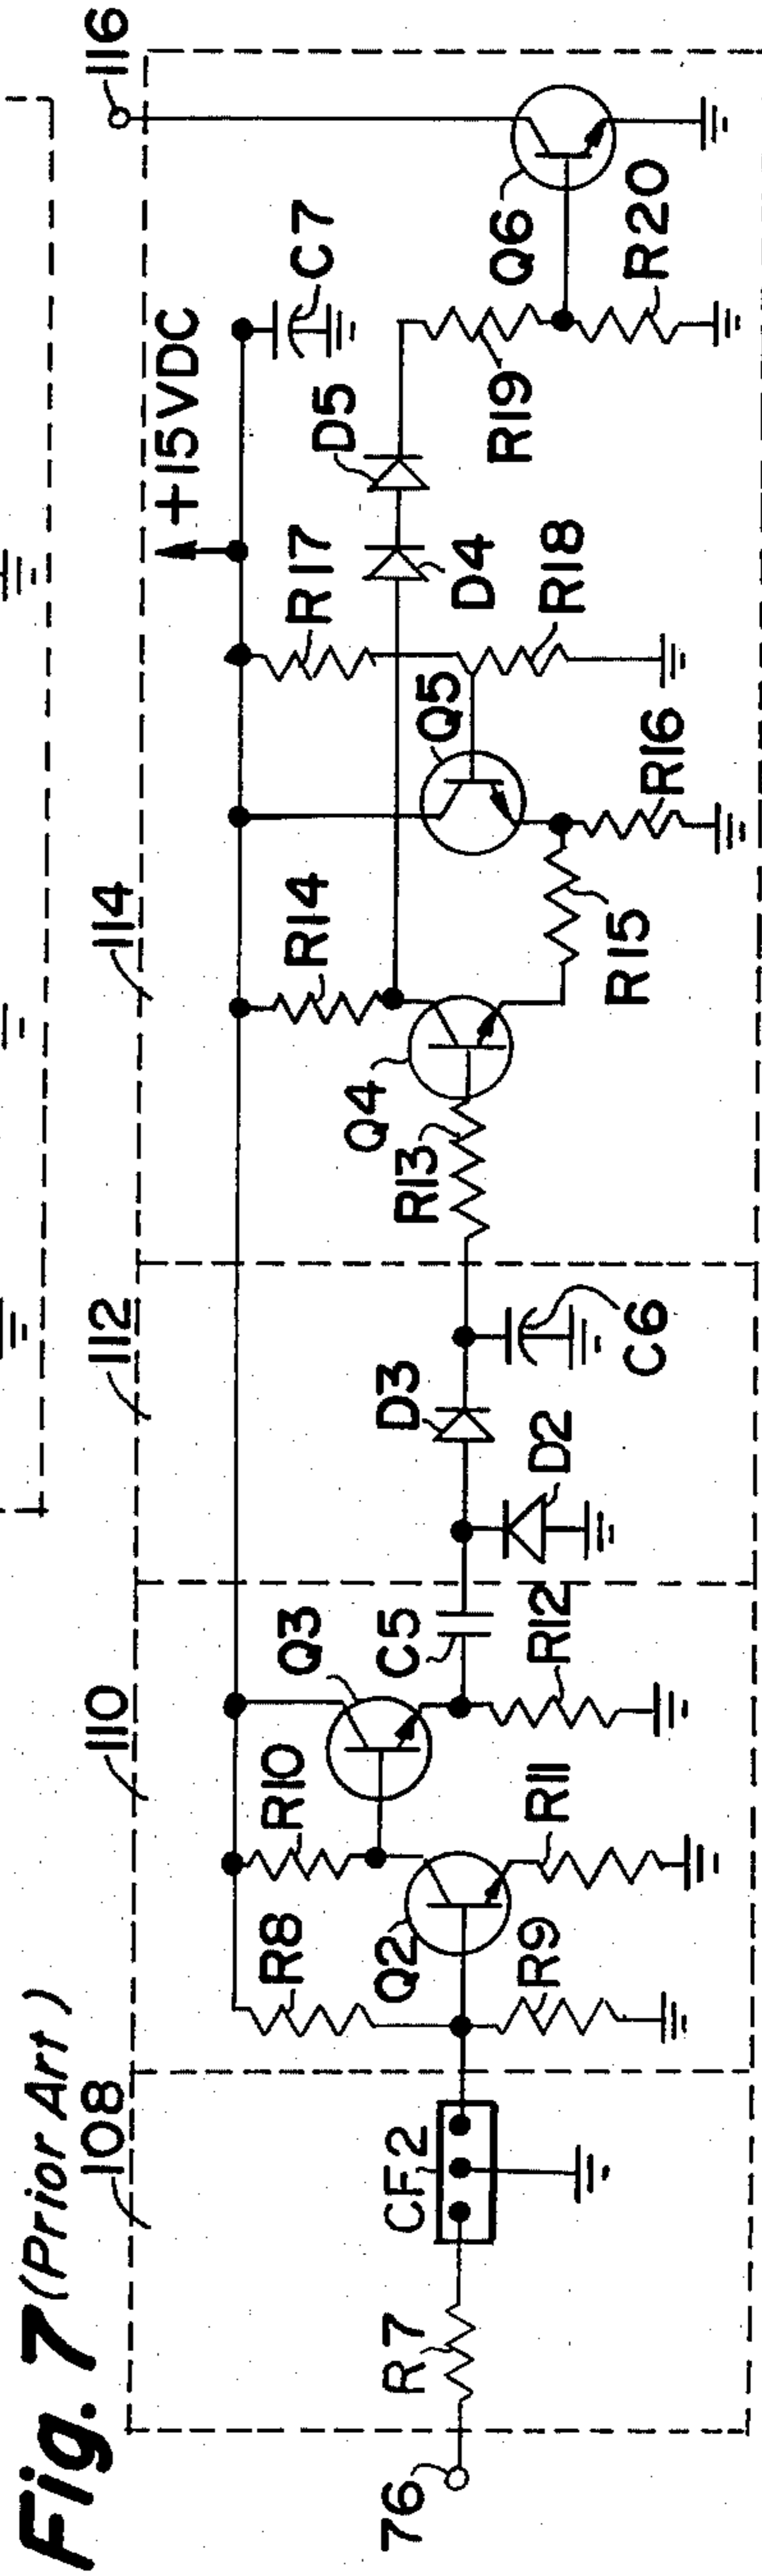 Fig. 7 (Prior Art)
108
110
112
114
116
+15VDC
76
R7
CF2
R8
R9
Q2
R10
R11
Q3
R12
C5
D2
D3
C6
R13
Q4
R14
R15
Q5
R16
R17
R18
D4
D5
C7
R19
R20
Q6